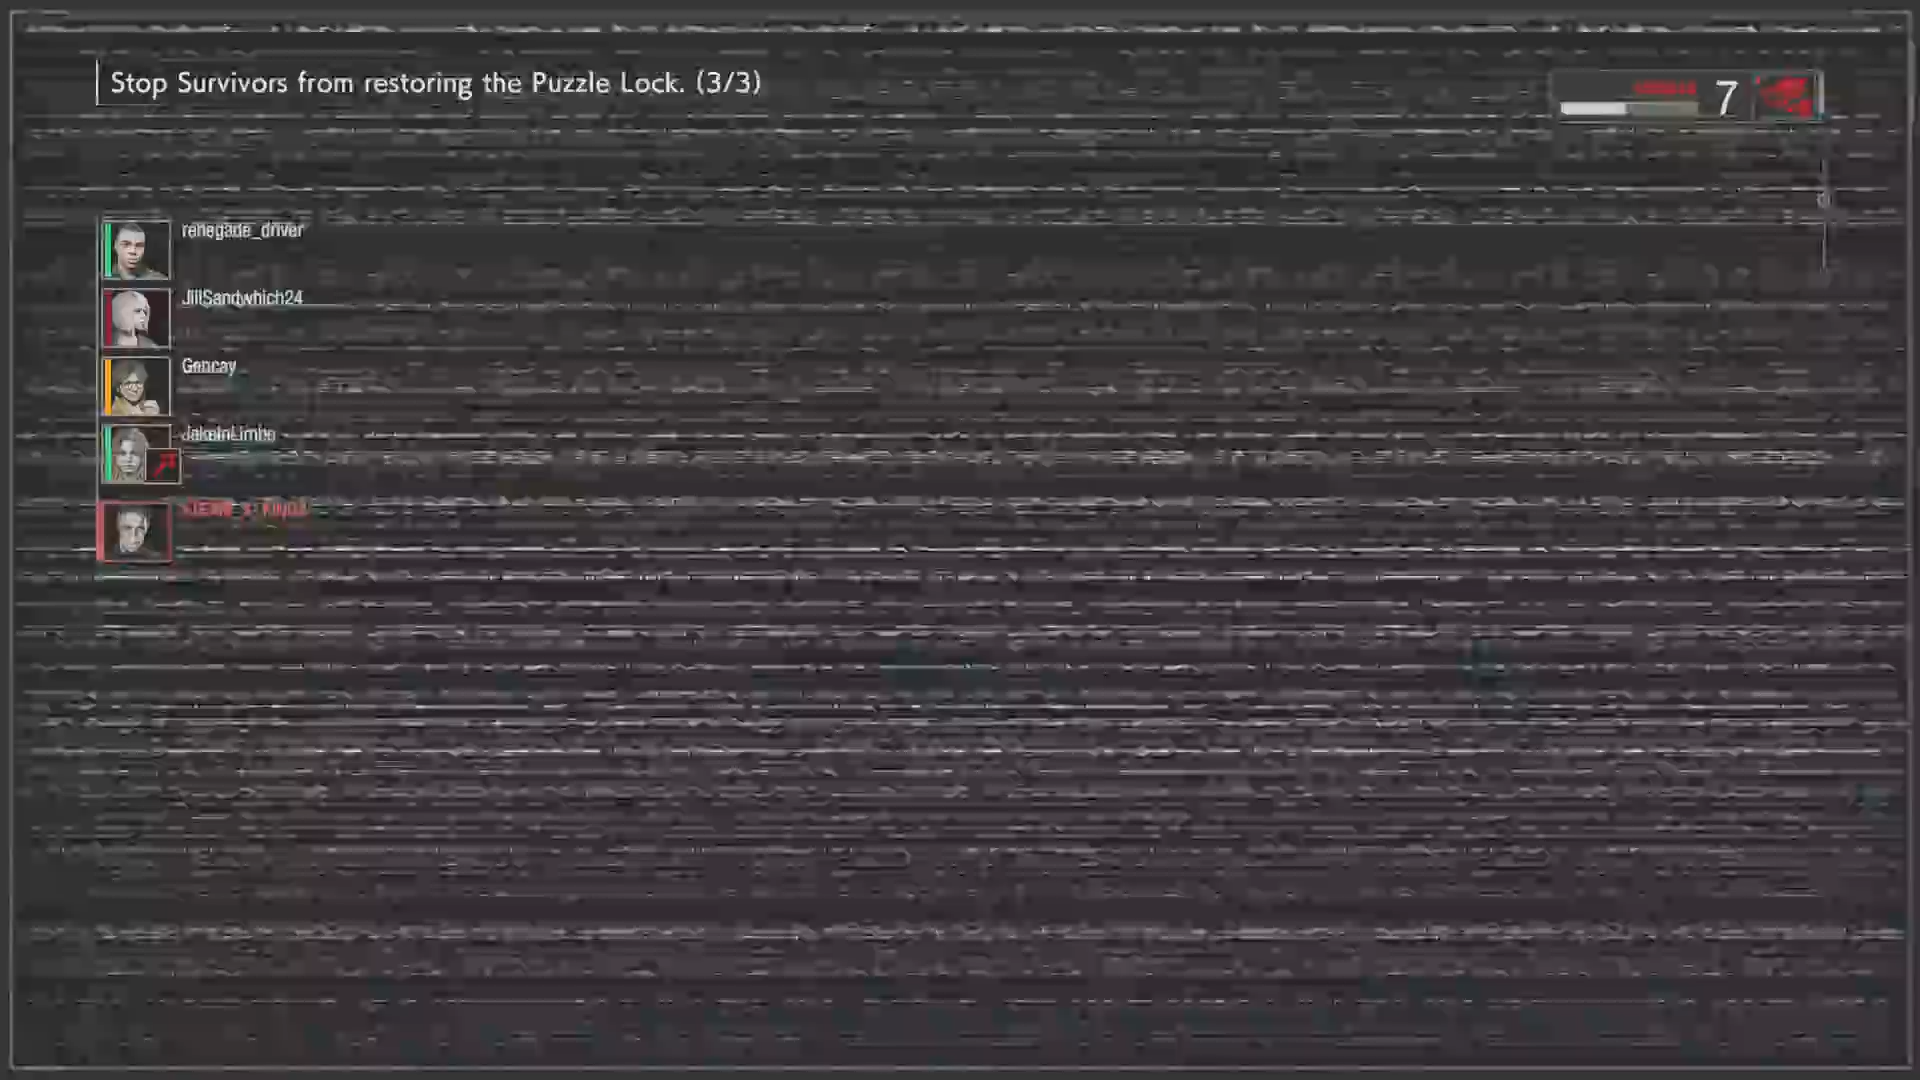 Stop Survivors from restoring the Puzzle Lock. (3/3)
7
renegade_driver
JillSandwhich24
Gencay
JakeInLimbo